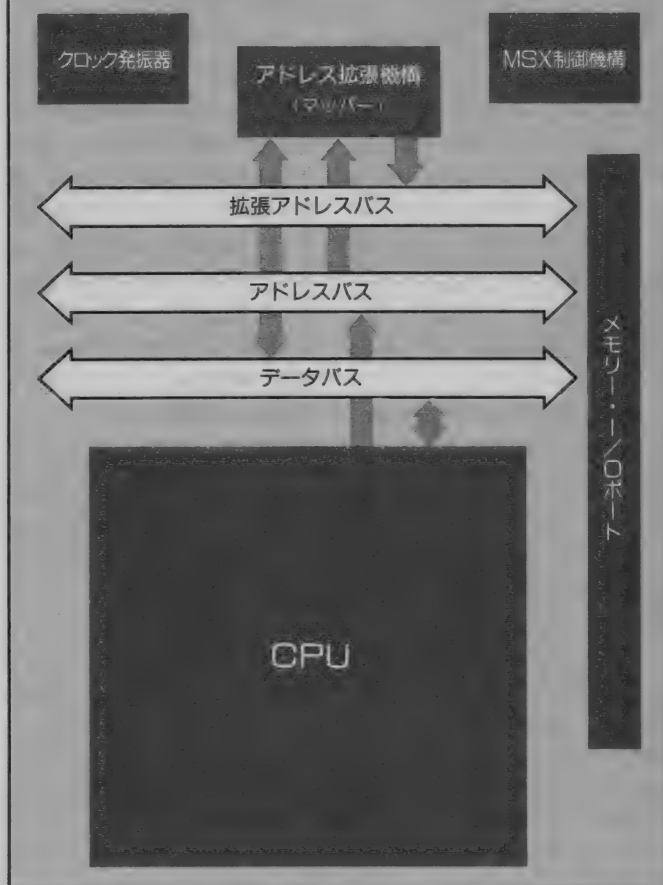 クロック発振器
アドレス拡張機構
(マッパー)
MSX制御機構
拡張アドレスバス
アドレスバス
データバス
メモリー・I/Oポート
CPU